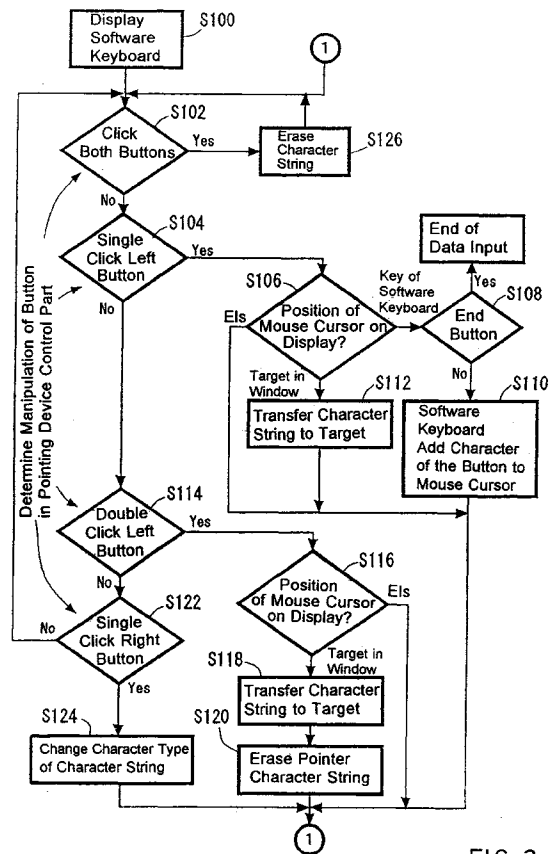 Display
Software
Keyboard
S100
1
Click
Both Buttons
S102
Yes
Erase
Character
String
S126
No
Single
Click Left
Button
S104
Yes
No
End of
Data Input
S106
Position of
Mouse Cursor on
Display?
Els
Key of
Software
Keyboard
Yes
S108
End
Button
No
Target in
Window
S112
Transfer Character
String to Target
S110
Software
Keyboard
Add Character
of the Button to
Mouse Cursor
Determine Manipulation of Button
in Pointing Device Control Part
S114
Double
Click Left
Button
Yes
No
S116
Position
of Mouse Cursor
on Display?
Els
Target in
Window
S122
Single
Click Right
Button
No
Yes
S118
Transfer Character
String to Target
S120
Erase Pointer
Character String
S124
Change Character Type
of Character String
1